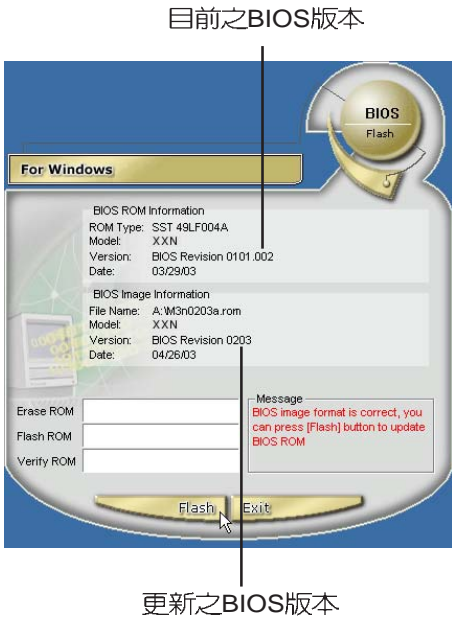 目前之BIOS版本
BIOS
Flash
For Windows
BIOS ROM Information
ROM Type: SST 49LF004A
Model: XXN
Version: BIOS Revision 0101.002
Date: 03/29/03
BIOS Image Information
File Name: A:\M3n0203a.rom
Model: XXN
Version: BIOS Revision 0203
Date: 04/26/03
Erase ROM
Flash ROM
Verify ROM
Message
BIOS image format is correct, you
can press [Flash] button to update
BIOS ROM
Flash Exit
更新之BIOS版本